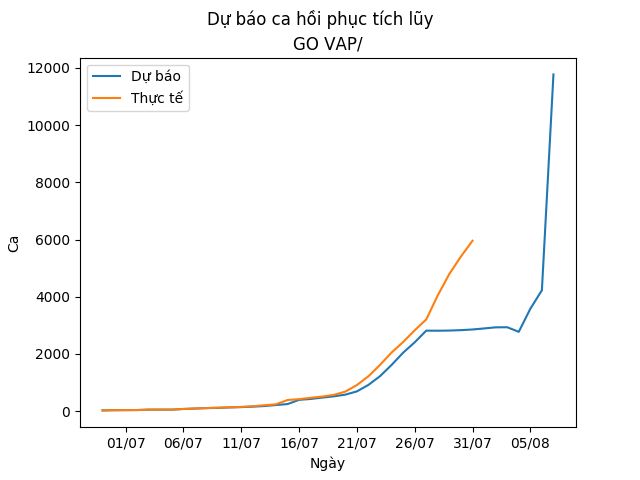 Dự báo ca hồi phục tích lũy
GO VAP/
Dự báo
Thực tế
Ca
12000
10000
8000
6000
4000
2000
0
01/07 06/07 11/07 16/07 21/07 26/07 31/07 05/08
Ngày